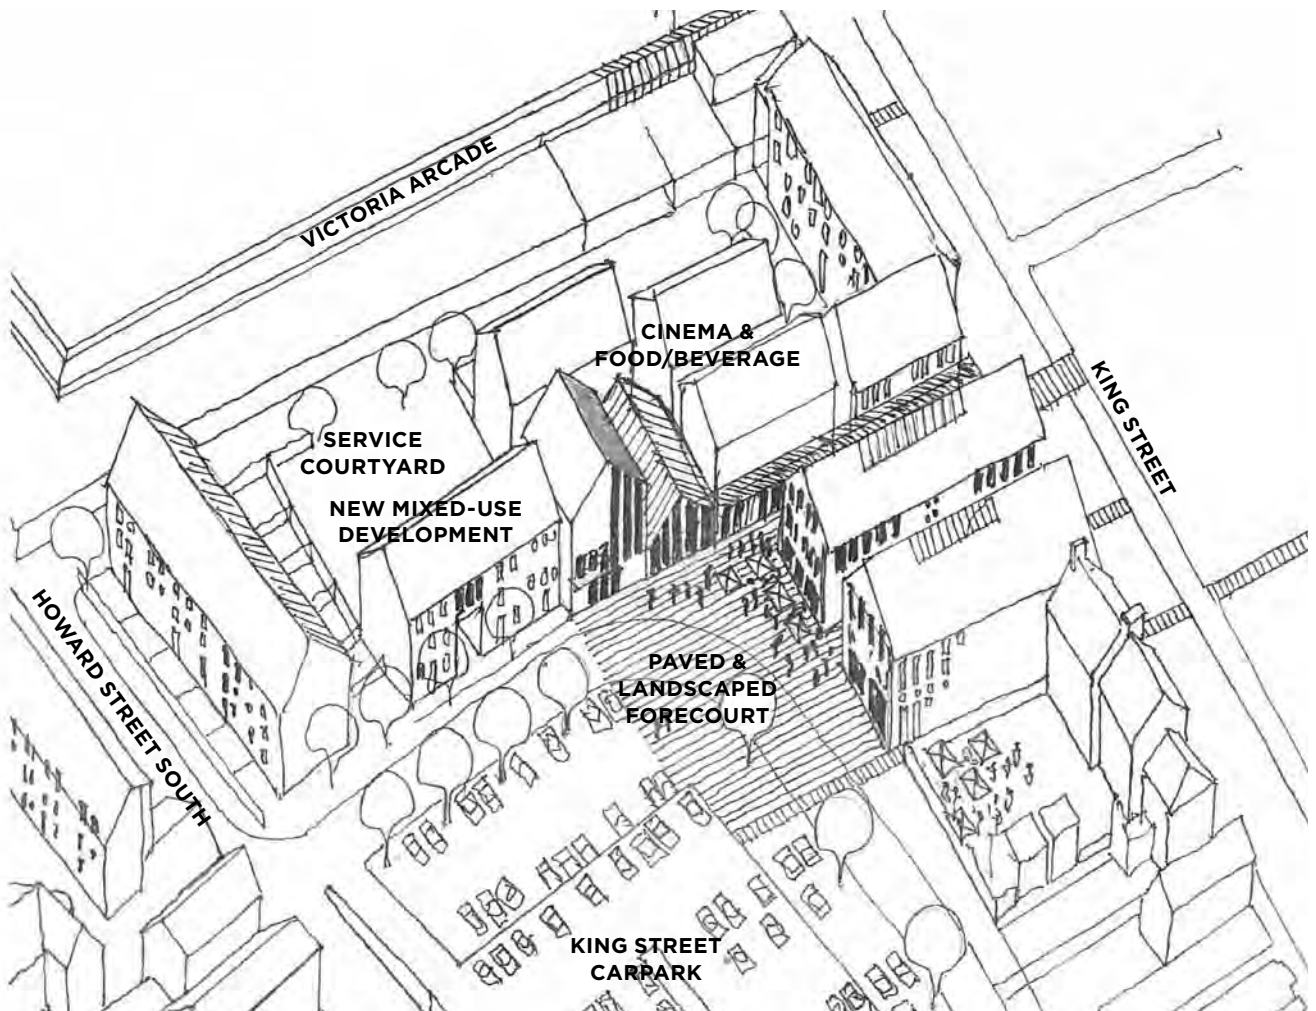 VICTORIA ARCADE
CINEMA &
FOOD/BEVERAGE
KING STREET
SERVICE
COURTYARD
NEW MIXED-USE
DEVELOPMENT
HOWARD STREET SOUTH
PAVED &
LANDSCAPED
FORECOURT
KING STREET
CARPARK